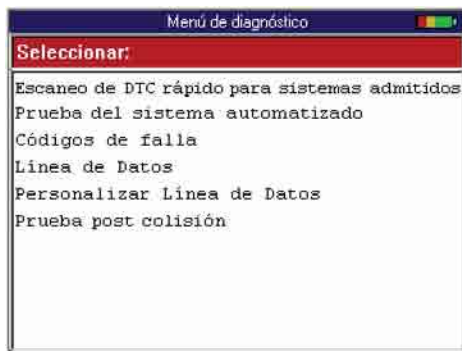 Menú de diagnóstico
Seleccionar:
Escaneo de DTC rápido para sistemas admitidos
Prueba del sistema automatizado
Códigos de falla
Línea de Datos
Personalizar Línea de Datos
Prueba post colisión